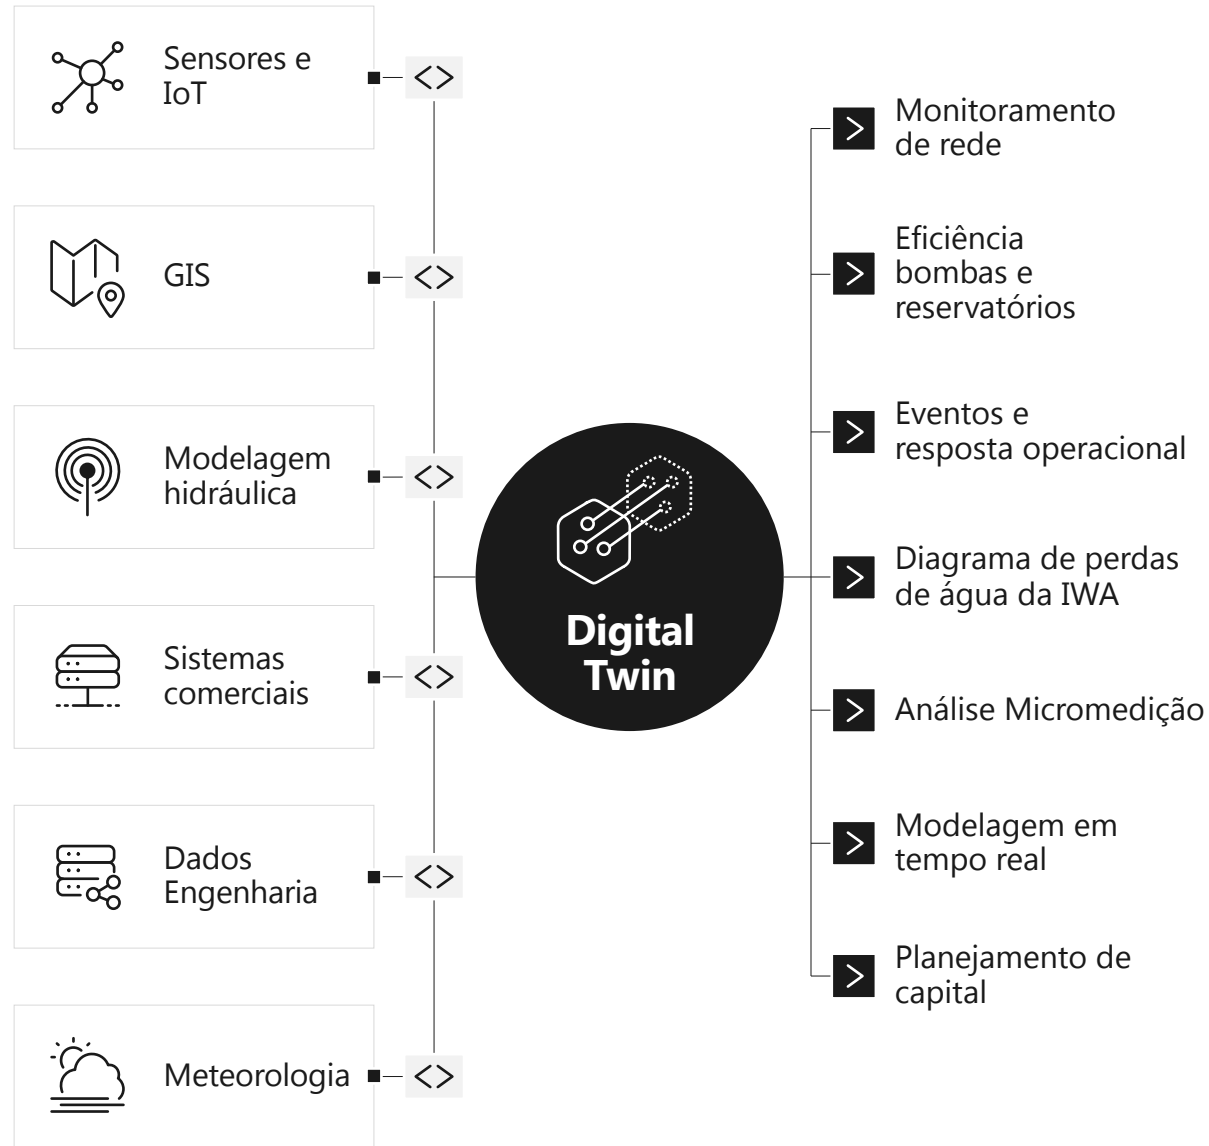 Sensores e
IoT
GIS
Modelagem
hidráulica
Sistemas
comerciais
Dados
Engenharia
Meteorologia
Digital
Twin
Monitoramento
de rede
Eficiência
bombas e
reservatórios
Eventos e
resposta operacional
Diagrama de perdas
de água da IWA
Análise Micromedição
Modelagem em
tempo real
Planejamento de
capital